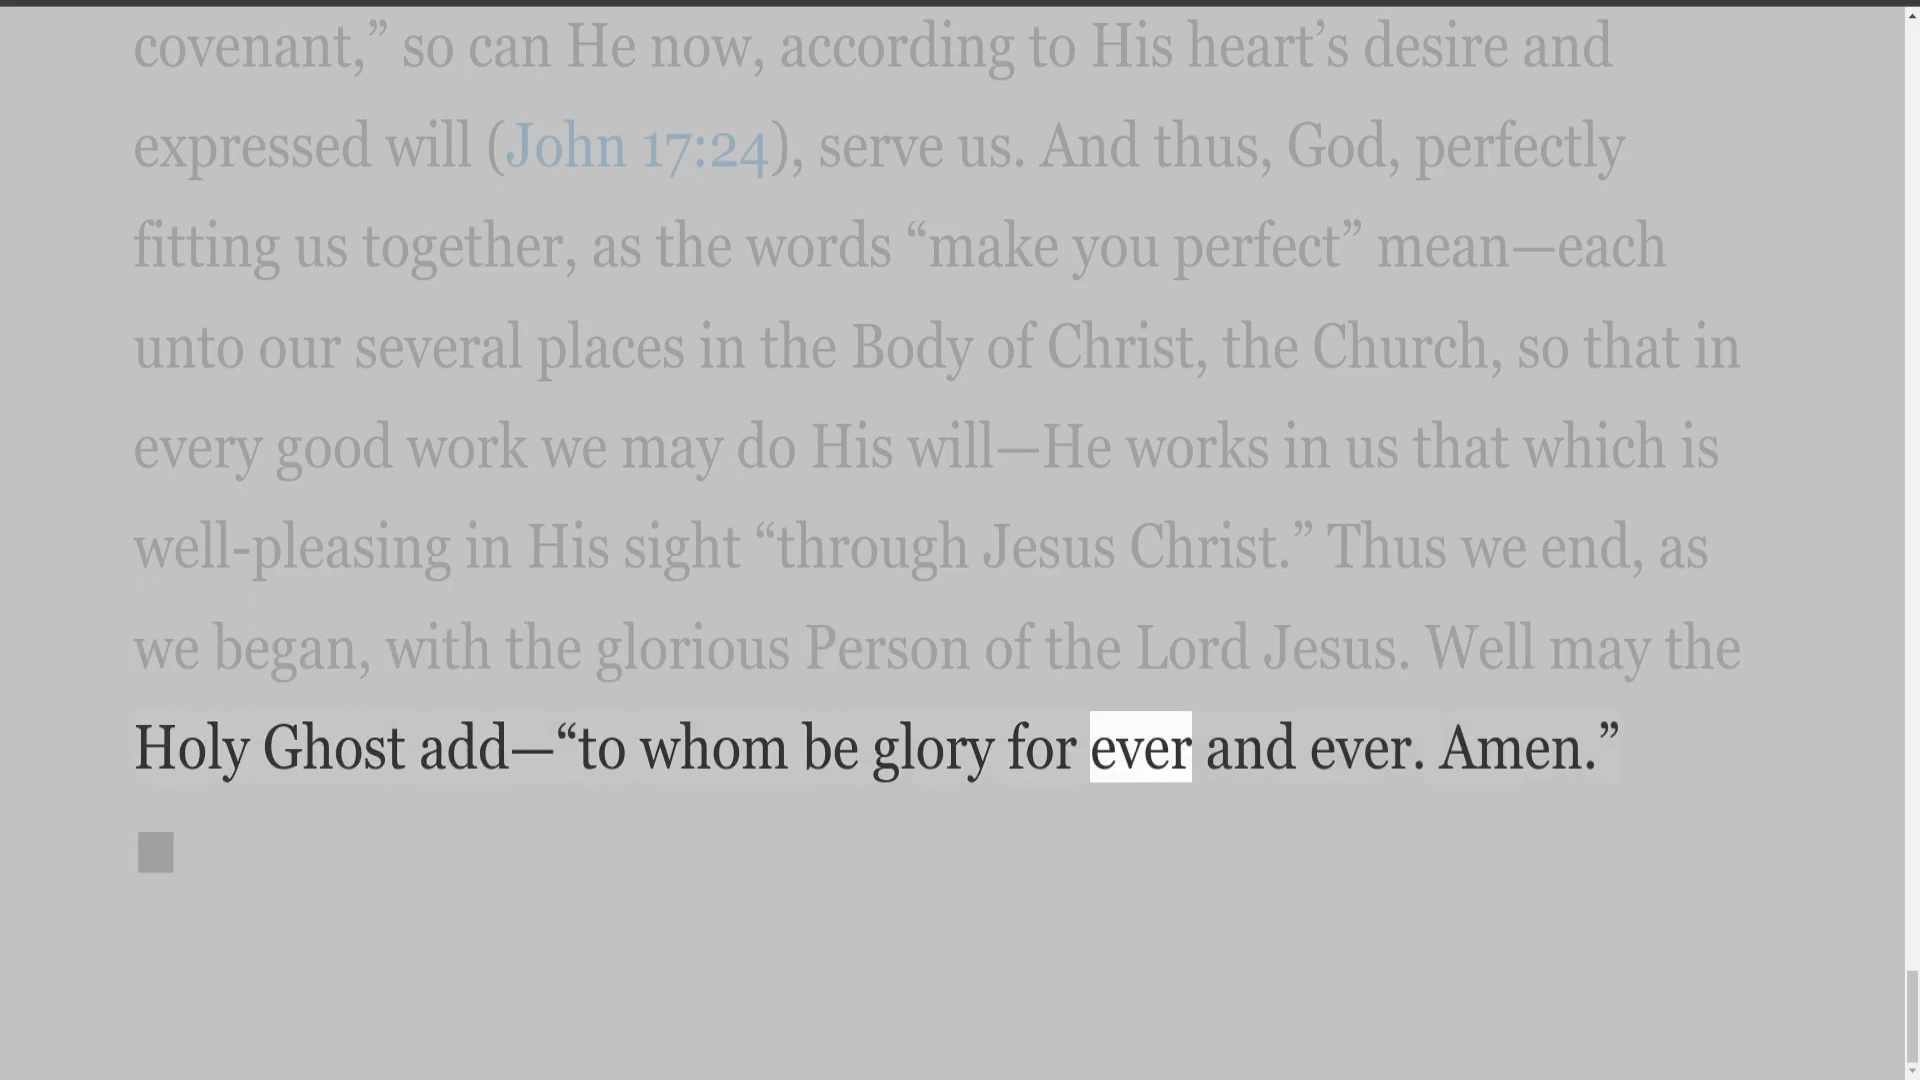 covenant,” so can He now, according to His heart’s desire and
expressed will (John 17:24), serve us. And thus, God, perfectly
fitting us together, as the words “make you perfect” mean—each
unto our several places in the Body of Christ, the Church, so that in
every good work we may do His will—He works in us that which is
well-pleasing in His sight “through Jesus Christ.” Thus we end, as
we began, with the glorious Person of the Lord Jesus. Well may the
Holy Ghost add—“to whom be glory for ever and ever. Amen.”